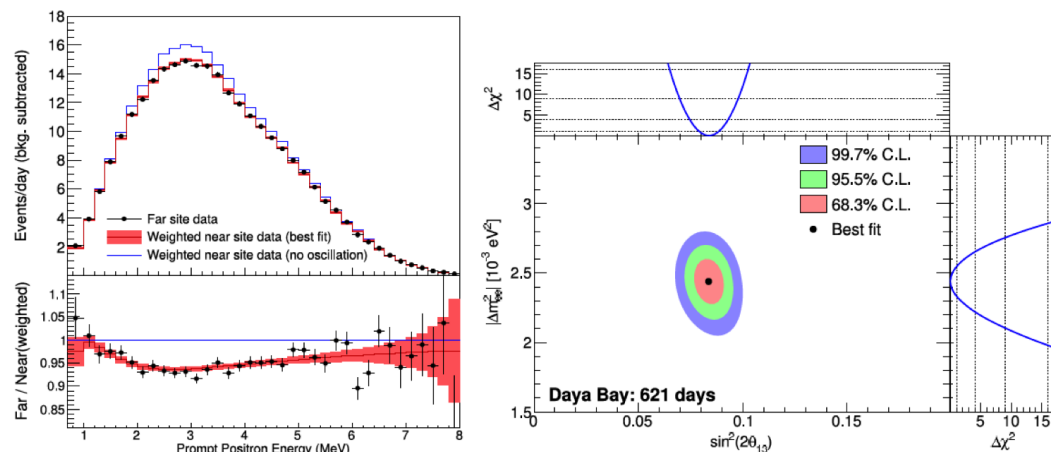 Events/day (bkg. subtracted)
18
16
14
12
10
8
6
4
2
Far site data
Weighted near site data (best fit)
Weighted near site data (no oscillation)
Far / Near(weighted)
1.1
1.05
1
0.95
0.9
0.85
1 2 3 4 5 6 7 8
Prompt Positron Energy (MeV)
Δχ²
15
10
5
|Δm²ee| [10⁻³ eV²]
3
2.5
2
1.5
99.7% C.L.
95.5% C.L.
68.3% C.L.
Best fit
Daya Bay: 621 days
0 0.05 0.1 0.15
sin²(2θ₁₃)
5 10 15
Δχ²